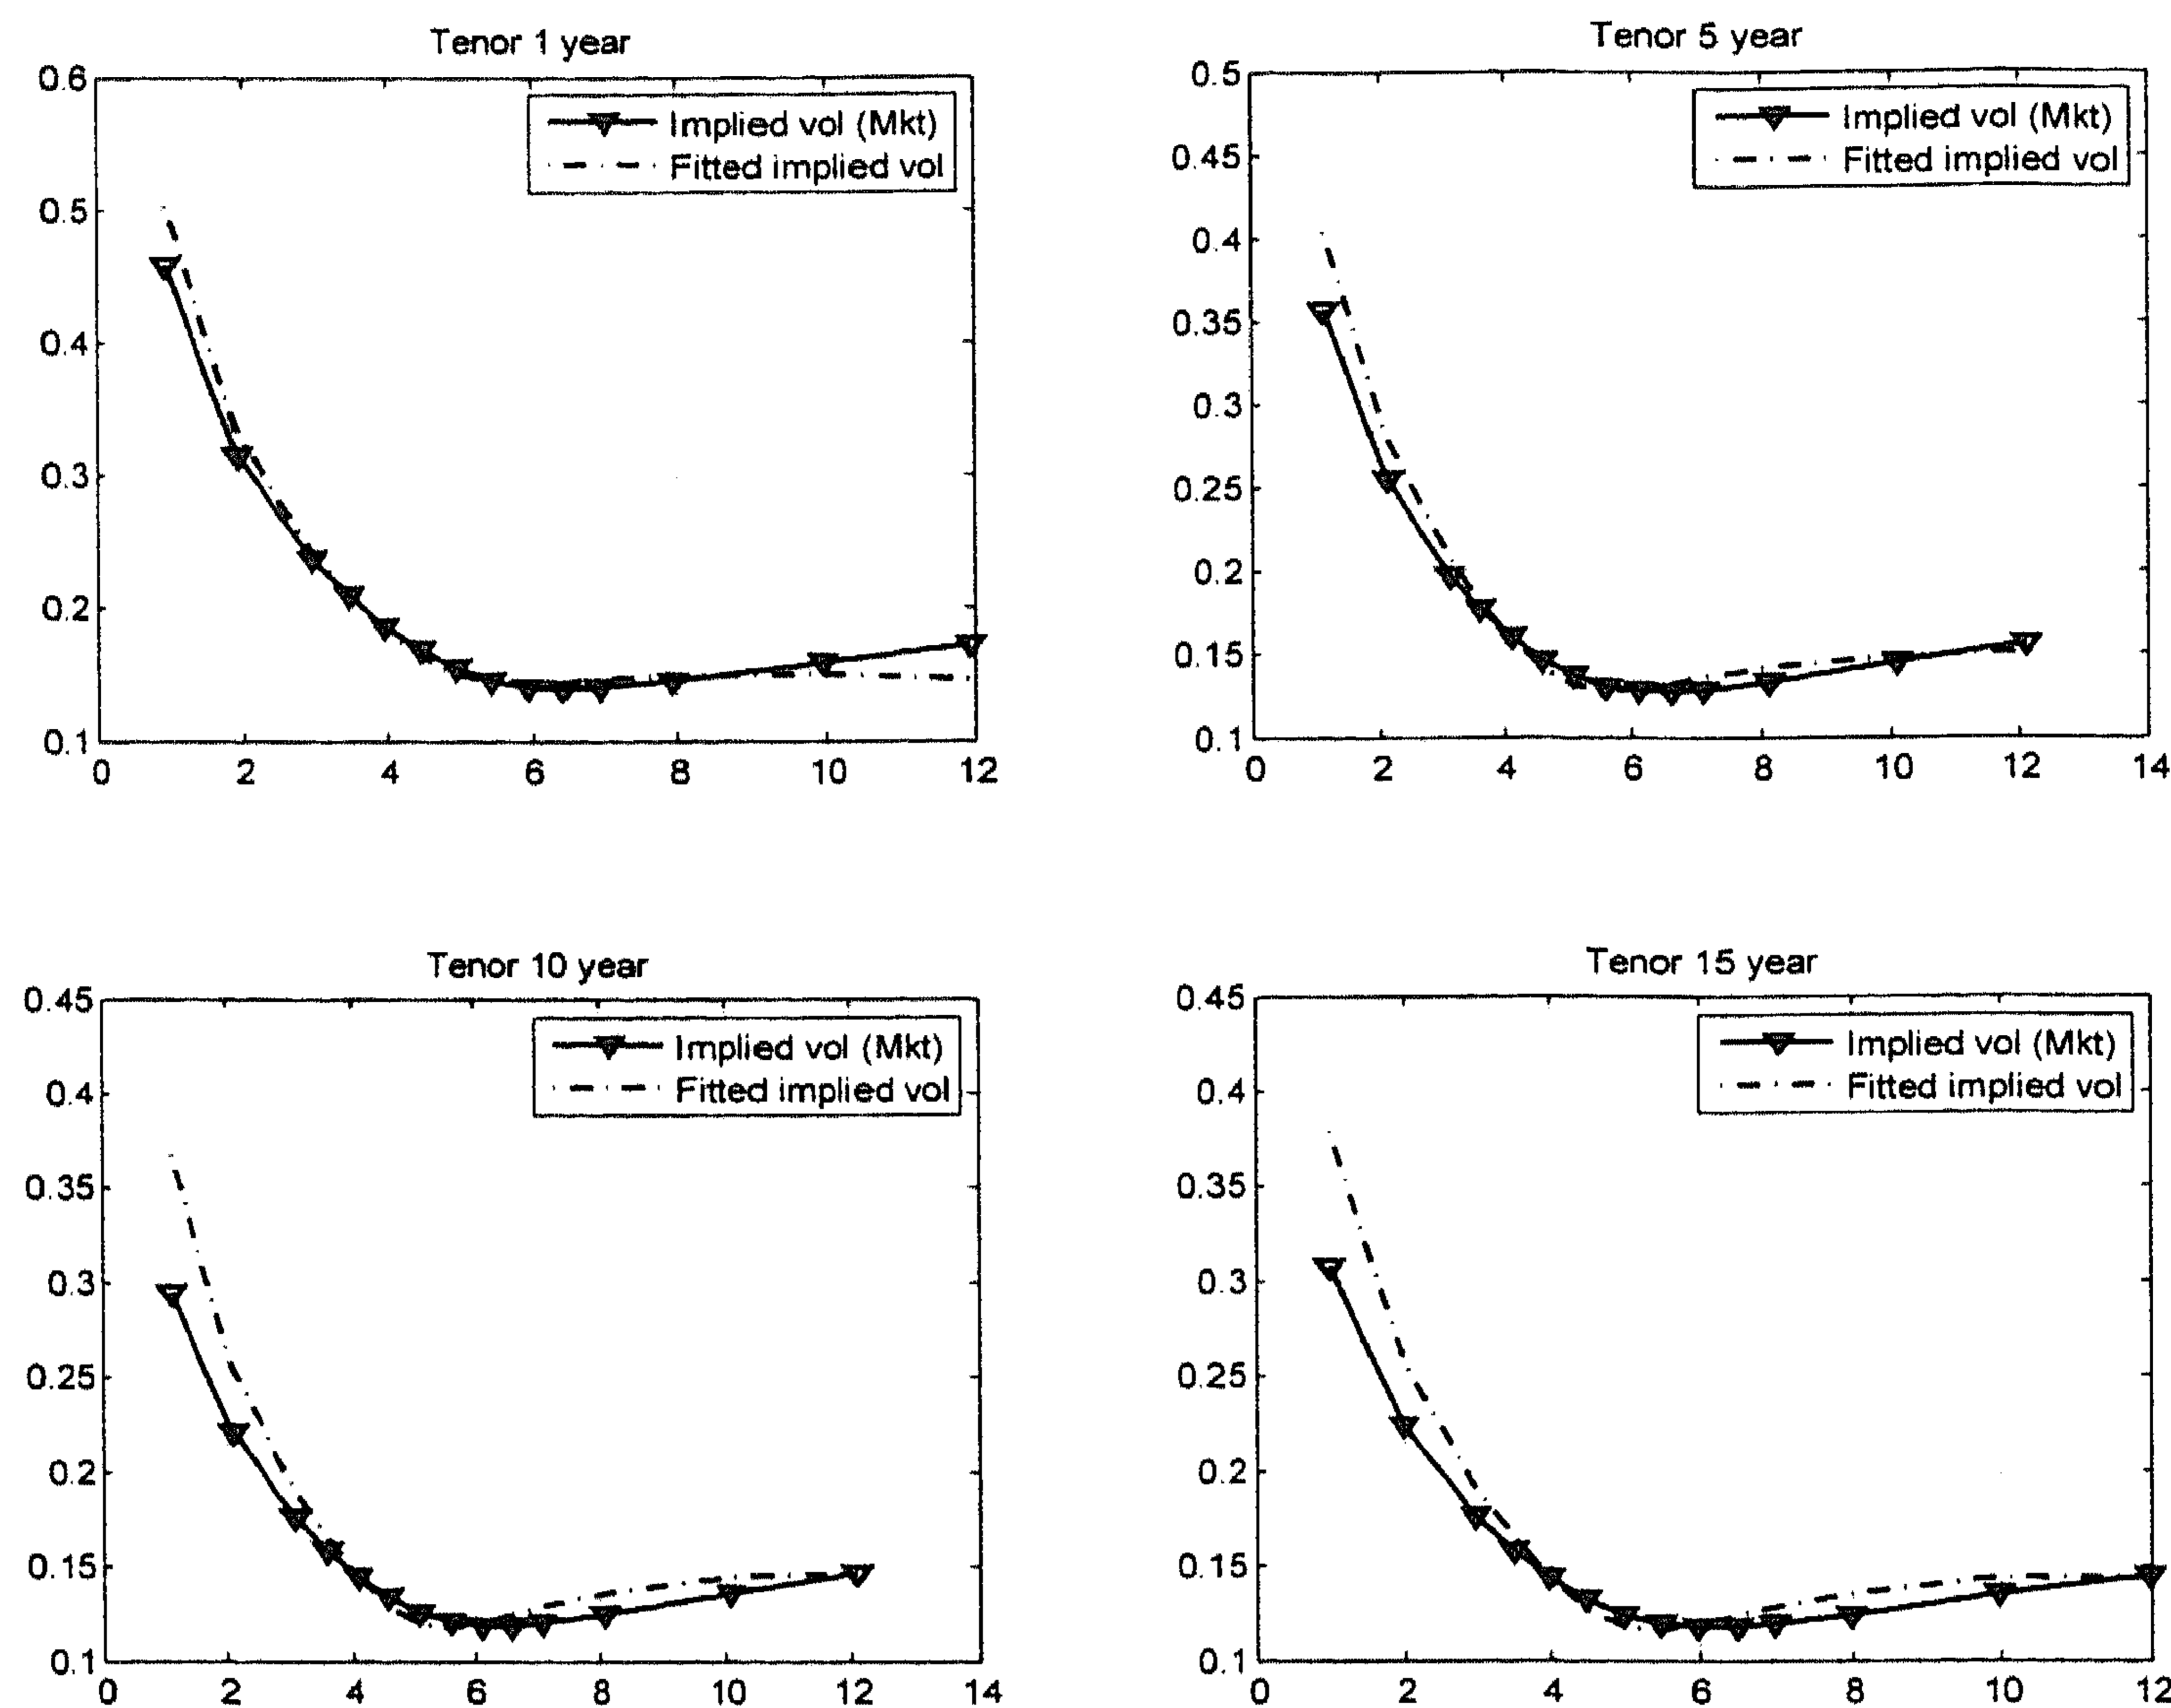 Tenor 1 year
0.6
0.5
0.4
0.3
0.2
0.1
0 2 4 6 8 10 12
Implied vol (Mkt)
Fitted implied vol
Tenor 5 year
0.5
0.45
0.4
0.35
0.3
0.25
0.2
0.15
0.1
0 2 4 6 8 10 12 14
Implied vol (Mkt)
Fitted implied vol
Tenor 10 year
0.45
0.4
0.35
0.3
0.25
0.2
0.15
0.1
0 2 4 6 8 10 12 14
Implied vol (Mkt)
Fitted implied vol
Tenor 15 year
0.45
0.4
0.35
0.3
0.25
0.2
0.15
0.1
0 2 4 6 8 10 12
Implied vol (Mkt)
Fitted implied vol